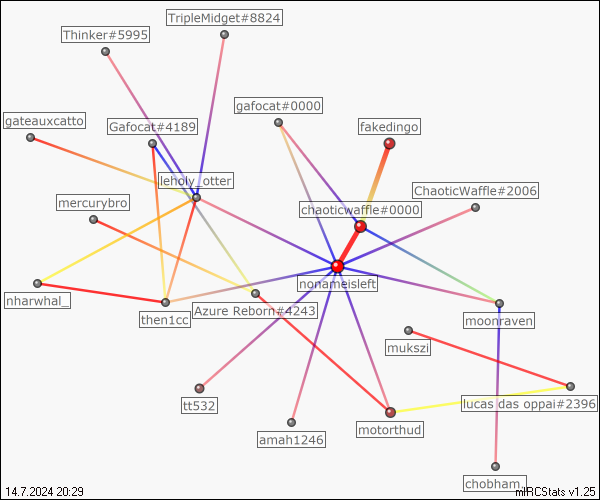 TripleMidget#8824
Thinker#5995
gafocat#0000
gateauxcatto
Gafocat#4189
fakedingo
leholy_otter
ChaoticWaffle#2006
mercurybro
chaoticwaffle#0000
nonameisleft
nharwhal_
Azure Reborn#4243
then1cc
moonraven
mukszi
tt532
lucas das oppai#2396
motorthud
amah1246
chobham.
14.7.2024 20:29
mIRCStats v1.25